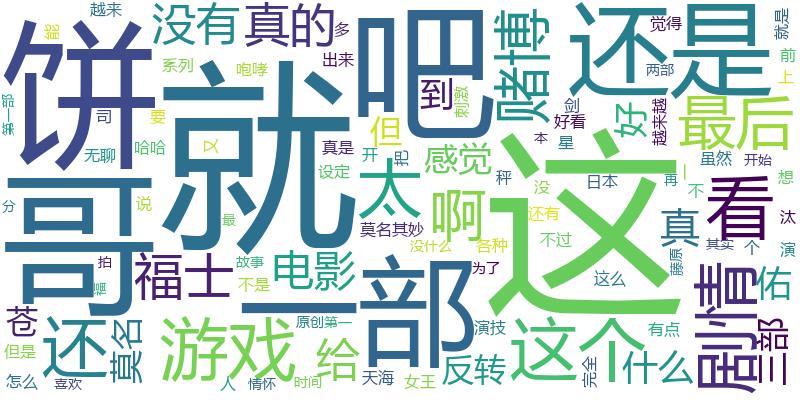 越来
能
没有
真的
多
系列
咆哮
出来
饼
就
吧
到
刺激
赌博
剑
好看
星
还是
觉得
就是
前
上
两部
好
越来越
最后
第一部
司
要
无聊
哈哈
又
真是
设定
开
但
把
感觉
秤
本
没
日本
虽然
开始
再
一
不
想
汰
分
哥
说
最
太
啊
这
真
看
莫名其妙
还有
没什么
各种
不过
其实
个
演
藤原
拍
福
福士
故事
不是
电影
一部
为了
这么
佑
剧情
三部
苍
还
但是
莫名
游戏
原创第一
给
演技
反转
这个
什么
有点
完全
怎么
喜欢
人
情怀
时间
天海
女王